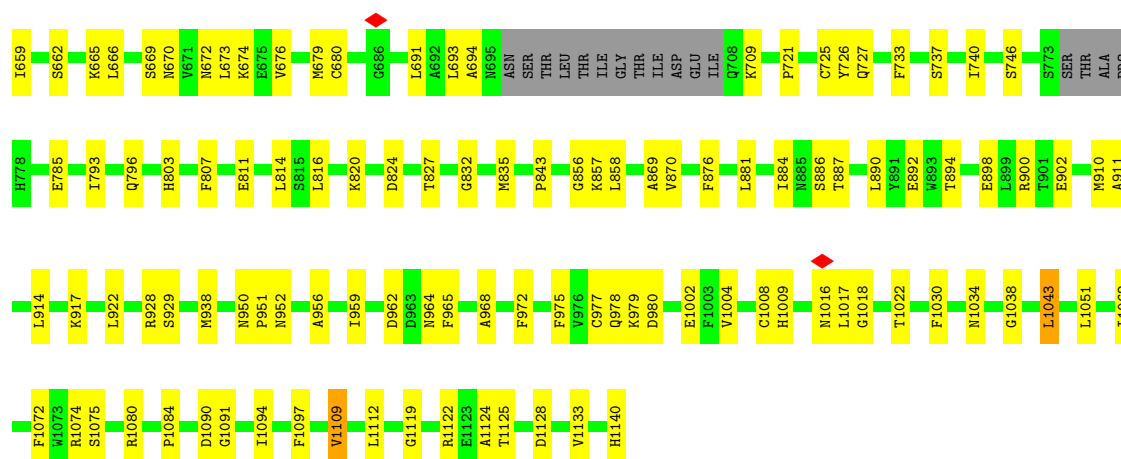 I659 S662 K665 L666 S669 N670 V671 N672 L673 K674 E675 V676 M679 C680 G686 L691 A692 L693 A694 N695 ASN SER THR LEU THR ILE GLY THR ILE ASP GLU ILE Q708 K709 P721 C725 Y726 Q727 F733 S737 I740 S746 S773 SER THR ALA
H778 E785 I793 Q796 H803 F807 E811 L814 S815 L816 K820 D824 T827 G832 M835 P843 G856 K857 L858 A869 V870 F876 L881 I884 N885 S886 T887 L890 Y891 E892 W893 T894 E898 L899 R900 T901 E902 M910 A911
L914 K917 L922 R928 S929 M938 N950 P951 N952 A956 I959 D962 D963 N964 F965 A968 F972 F975 V976 C977 Q978 K979 D980 E1002 F1003 V1004 C1008 H1009 N1016 L1017 G1018 T1022 F1030 N1034 G1038 L1043 L1051
F1072 W1073 R1074 S1075 R1080 P1084 D1090 G1091 I1094 F1097 V1109 L1112 G1119 R1122 E1123 A1124 T1125 D1128 V1133 H1140